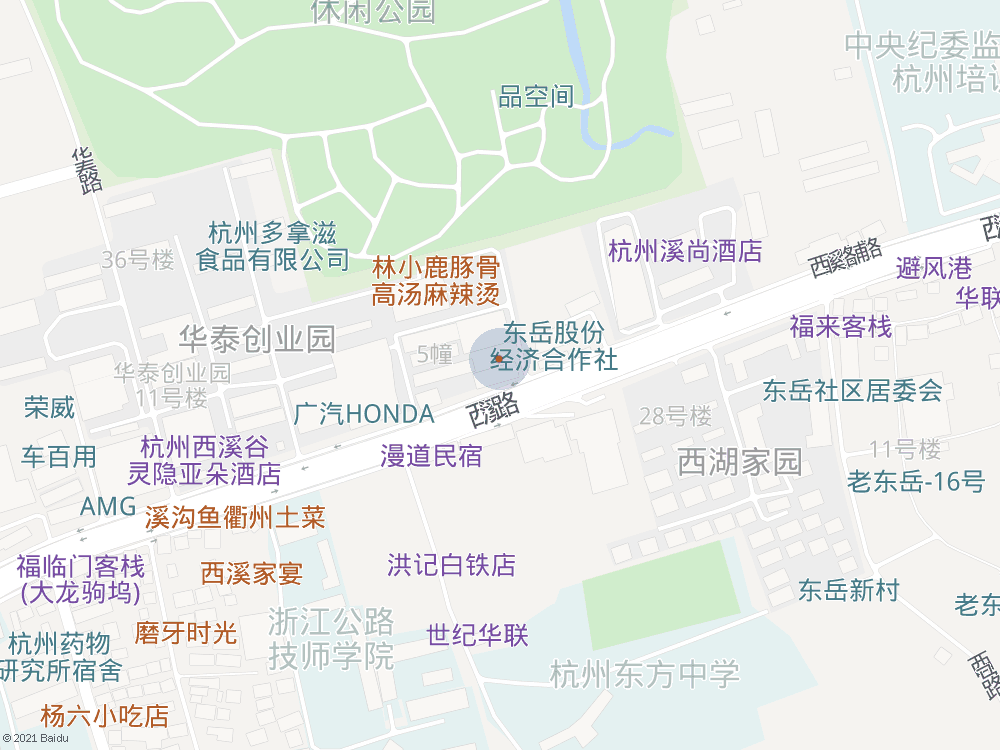 休闲公园
中央纪委监
杭州培训
品空间
华泰路
杭州多拿滋
食品有限公司
36号楼
林小鹿豚骨
高汤麻辣烫
杭州溪尚酒店
西溪路辅路
西
避风港
华联
福来客栈
华泰创业园
5幢
东岳股份
经济合作社
华泰创业园
11号楼
东岳社区居委会
荣威
广汽HONDA
西溪路
28号楼
车百用
杭州西溪谷
灵隐亚朵酒店
漫道民宿
西湖家园
11号楼
老东岳-16号
AMG
溪沟鱼衢州土菜
福临门客栈
(大龙驹坞)
西溪家宴
洪记白铁店
东岳新村
老东
磨牙时光
浙江公路
技师学院
世纪华联
杭州药物
研究所宿舍
杭州东方中学
西
路
杨六小吃店
© 2021 Baidu